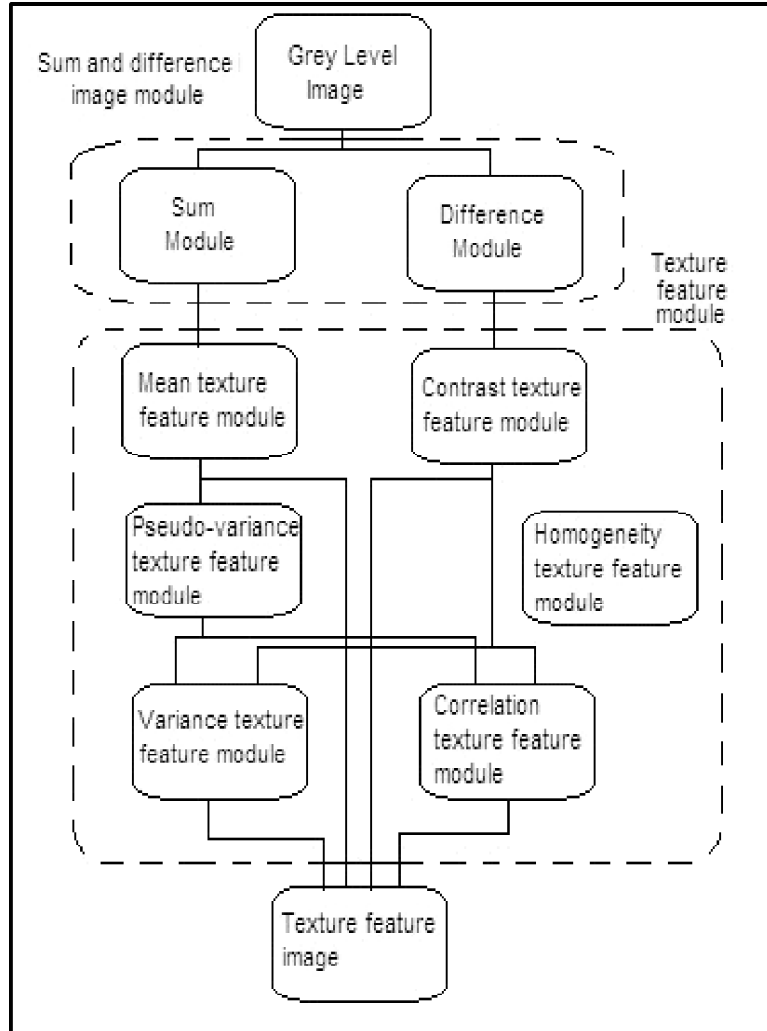 Sum and difference
image module
Grey Level
Image
Sum
Module
Difference
Module
Texture
feature
module
Mean texture
feature module
Contrast texture
feature module
Pseudo-variance
texture feature
module
Homogeneity
texture feature
module
Variance texture
feature module
Correlation
texture feature
module
Texture feature
image